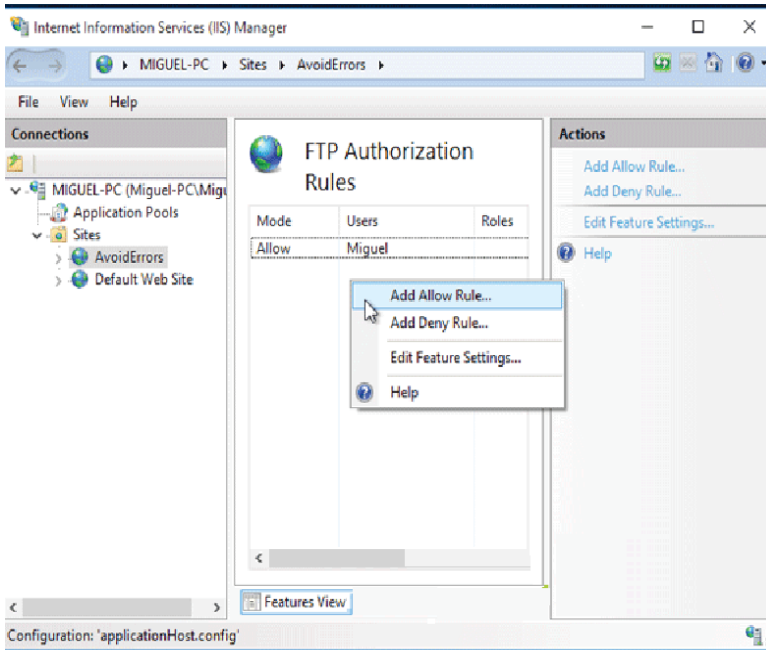 Internet Information Services (IIS) Manager
MIGUEL-PC Sites AvoidErrors
File View Help
Connections
MIGUEL-PC (Miguel-PC\Migu
Application Pools
Sites
AvoidErrors
Default Web Site
FTP Authorization
Rules
Mode Users Roles
Allow Miguel
Add Allow Rule...
Add Deny Rule...
Edit Feature Settings...
Help
Features View
Actions
Add Allow Rule...
Add Deny Rule...
Edit Feature Settings...
Help
Configuration: 'applicationHost.config'